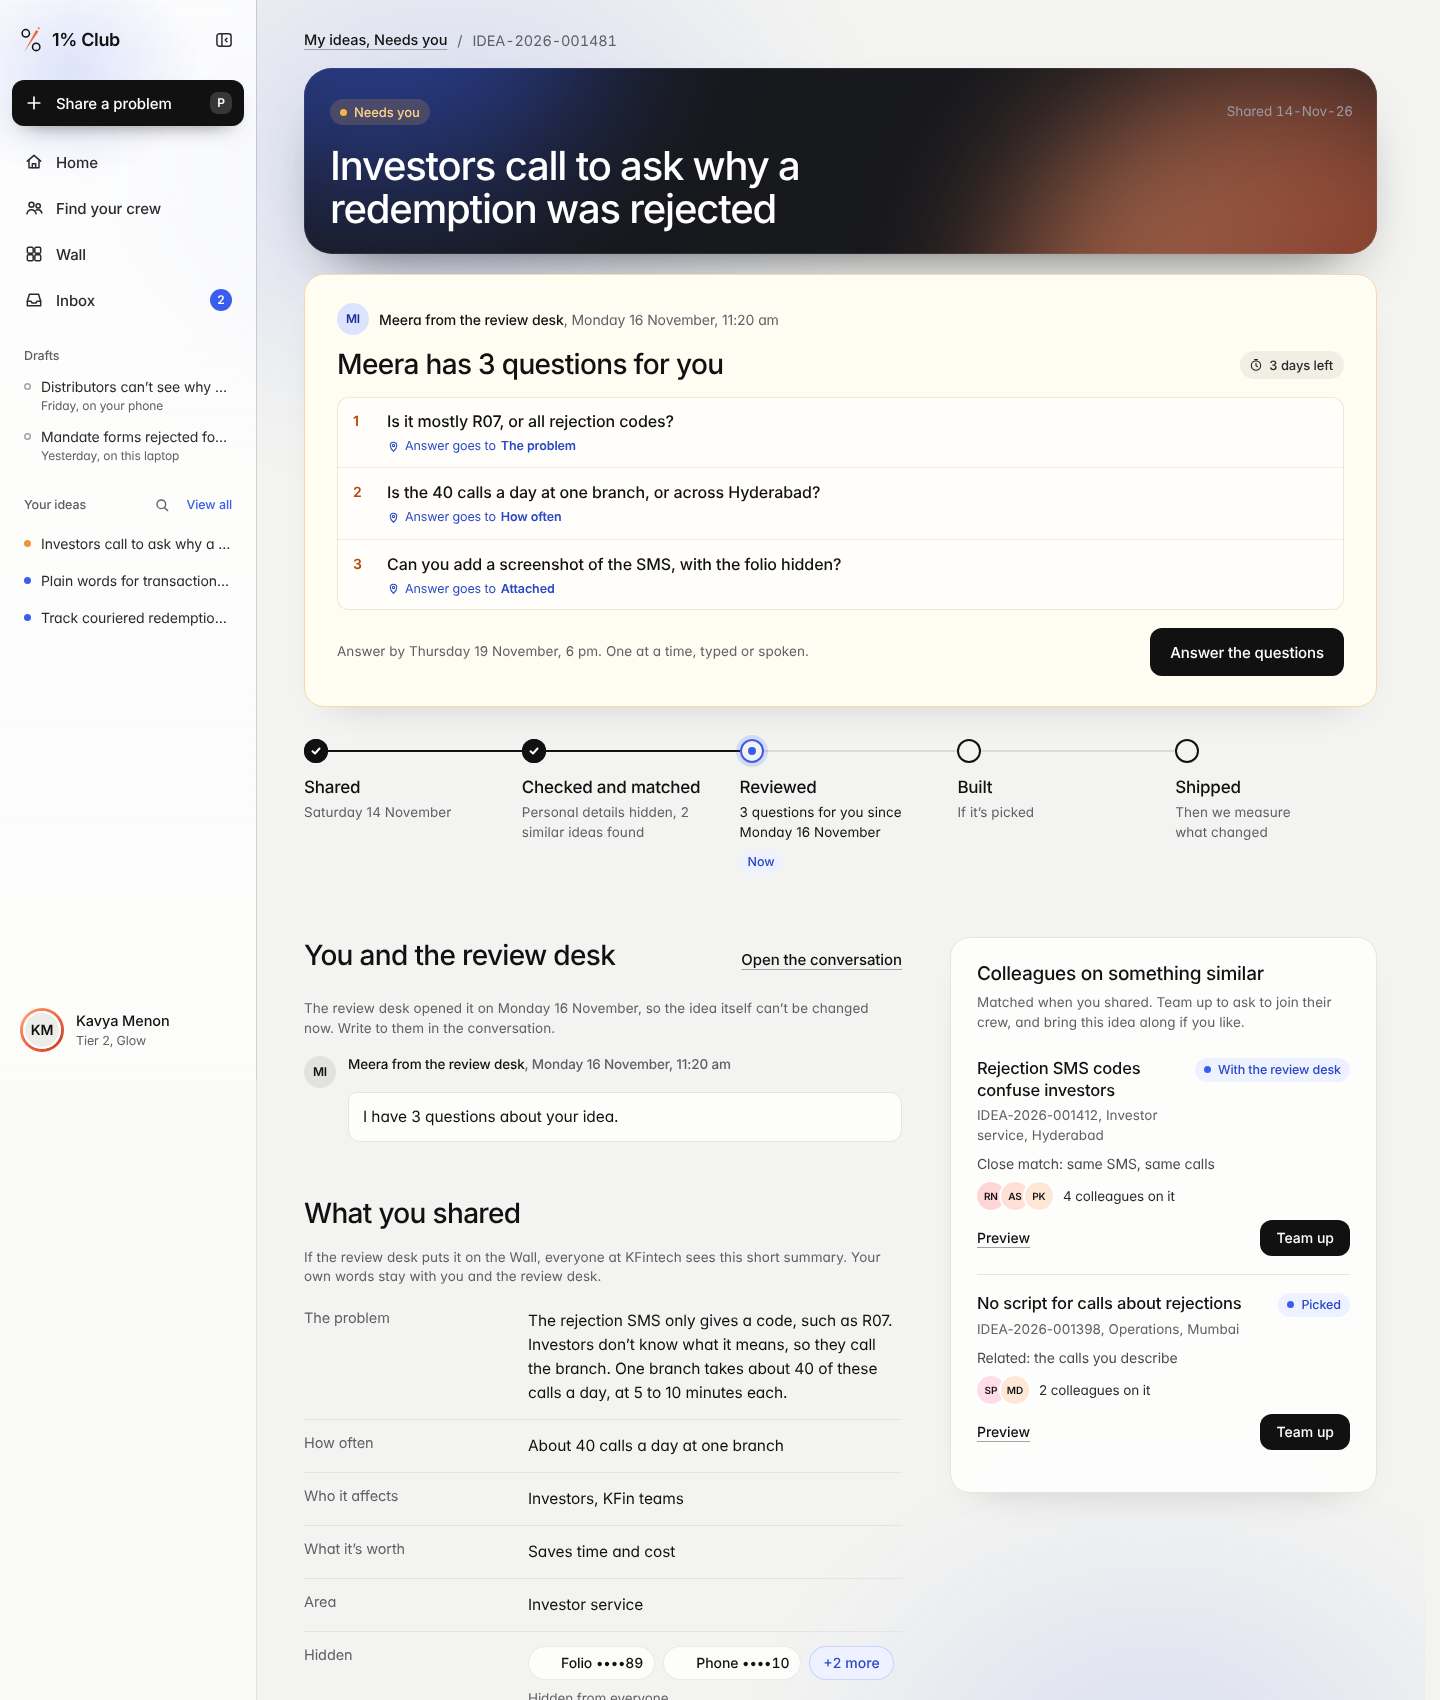 1% Club
Share a problem
P
Home
Find your crew
Wall
Inbox
2
Drafts
Distributors can’t see why ...
Friday, on your phone
Mandate forms rejected fo...
Yesterday, on this laptop
Your ideas
View all
Investors call to ask why a ...
Plain words for transaction...
Track couriered redemptio...
KM
Kavya Menon
Tier 2, Glow
My ideas, Needs you / IDEA-2026-001481
Needs you
Shared 14-Nov-26
Investors call to ask why a
redemption was rejected
MI
Meera from the review desk, Monday 16 November, 11:20 am
Meera has 3 questions for you
3 days left
1 Is it mostly R07, or all rejection codes?
Answer goes to The problem
2 Is the 40 calls a day at one branch, or across Hyderabad?
Answer goes to How often
3 Can you add a screenshot of the SMS, with the folio hidden?
Answer goes to Attached
Answer by Thursday 19 November, 6 pm. One at a time, typed or spoken.
Answer the questions
Shared
Saturday 14 November
Checked and matched
Personal details hidden, 2
similar ideas found
Reviewed
3 questions for you since
Monday 16 November
Now
Built
If it’s picked
Shipped
Then we measure
what changed
You and the review desk
Open the conversation
The review desk opened it on Monday 16 November, so the idea itself can’t be changed
now. Write to them in the conversation.
MI
Meera from the review desk, Monday 16 November, 11:20 am
I have 3 questions about your idea.
What you shared
If the review desk puts it on the Wall, everyone at KFintech sees this short summary. Your
own words stay with you and the review desk.
The problem
The rejection SMS only gives a code, such as R07.
Investors don’t know what it means, so they call
the branch. One branch takes about 40 of these
calls a day, at 5 to 10 minutes each.
How often
About 40 calls a day at one branch
Who it affects
Investors, KFin teams
What it’s worth
Saves time and cost
Area
Investor service
Hidden
Folio ••••89
Phone ••••10
+2 more
Hidden from everyone
Colleagues on something similar
Matched when you shared. Team up to ask to join their
crew, and bring this idea along if you like.
Rejection SMS codes
confuse investors
With the review desk
IDEA-2026-001412, Investor
service, Hyderabad
Close match: same SMS, same calls
RN AS PK 4 colleagues on it
Preview
Team up
No script for calls about rejections
Picked
IDEA-2026-001398, Operations, Mumbai
Related: the calls you describe
SP MD 2 colleagues on it
Preview
Team up